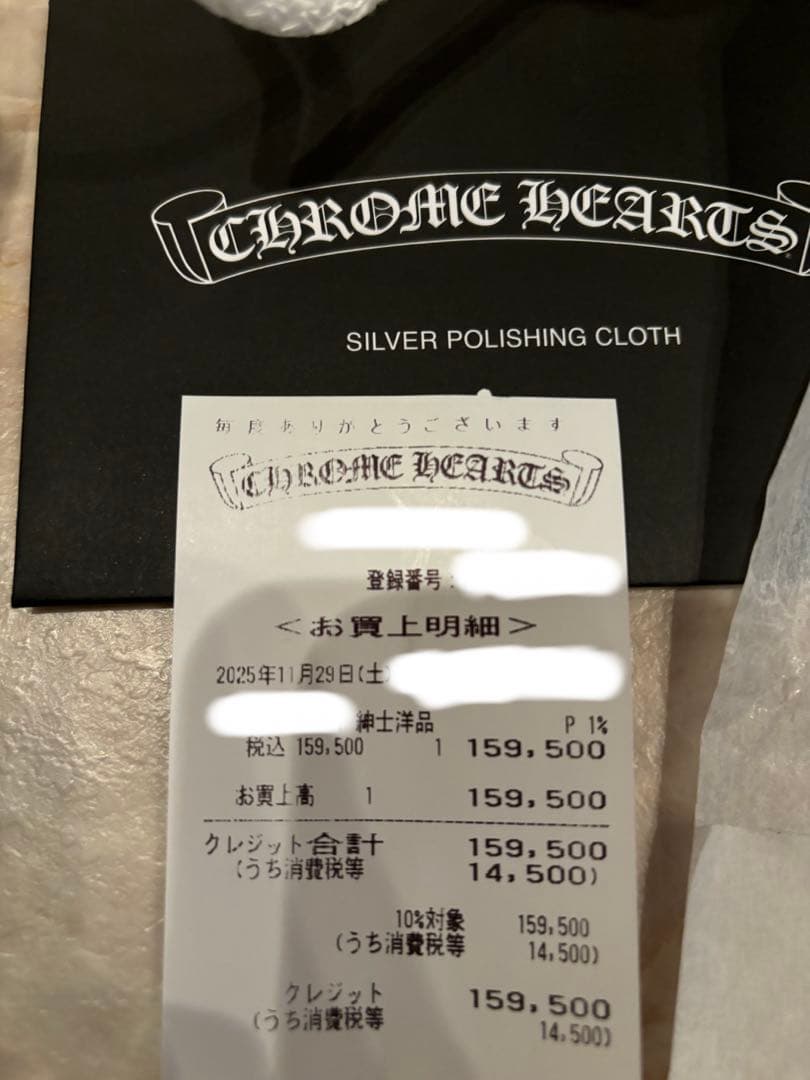 CHROME HEARTS
SILVER POLISHING CLOTH
毎度ありがとうございます
CHROME HEARTS
登録番号:
<お買上明細>
2025年11月29日(土)
紳士洋品 P 1%
税込 159,500 1 159,500
お買上高 1 159,500
クレジット合計 159,500
(うち消費税等 14,500)
10%対象 159,500
(うち消費税等 14,500)
クレジット 159,500
(うち消費税等 14,500)